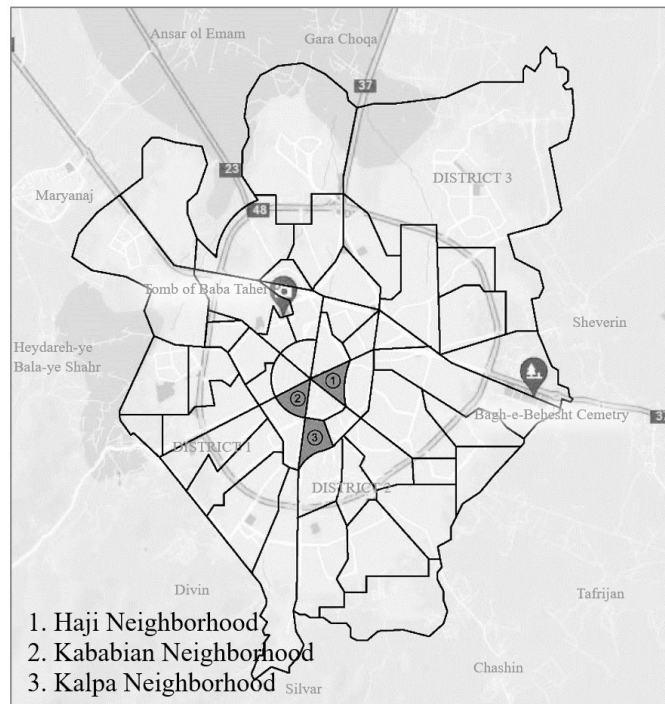 Ansar ol Emam
Gara Choqa
37
23
DISTRICT 3
Maryanaj
48
Tomb of Baba Taher
Sheverin
Heydareh-ye
Bala-ye Shahr
1
2
Bagh-e-Behesht Cemetry
3
DISTRICT 1
DISTRICT 2
Divin
Tafrijan
1. Haji Neighborhood
2. Kababian Neighborhood
Chashin
3. Kalpa Neighborhood
Silvar